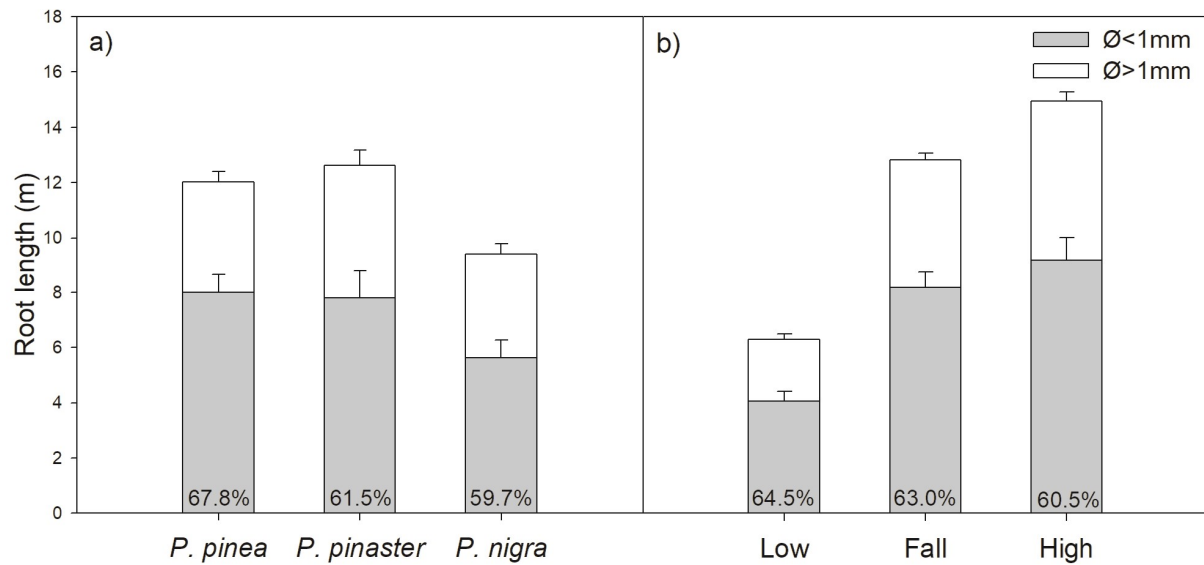 18
16
14
12
10
8
6
4
2
0
Root length (m)
a)
b)
Ø<1mm
Ø>1mm
67.8%
61.5%
59.7%
64.5%
63.0%
60.5%
P. pinea
P. pinaster
P. nigra
Low
Fall
High